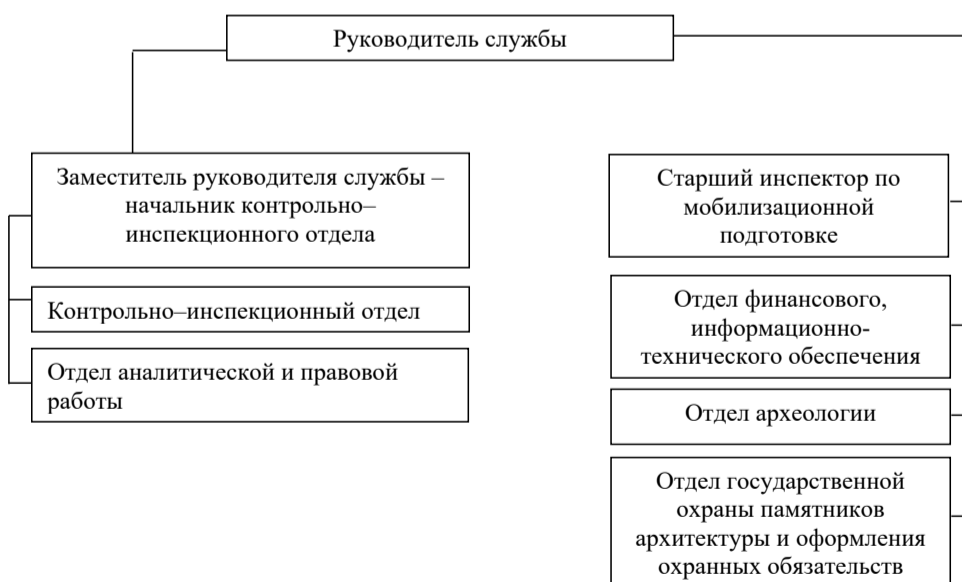 Руководитель службы
Заместитель руководителя службы –
начальник контрольно–
инспекционного отдела
Контрольно–инспекционный отдел
Отдел аналитической и правовой
работы
Старший инспектор по
мобилизационной
подготовке
Отдел финансового,
информационно-
технического обеспечения
Отдел археологии
Отдел государственной
охраны памятников
архитектуры и оформления
охранных обязательств